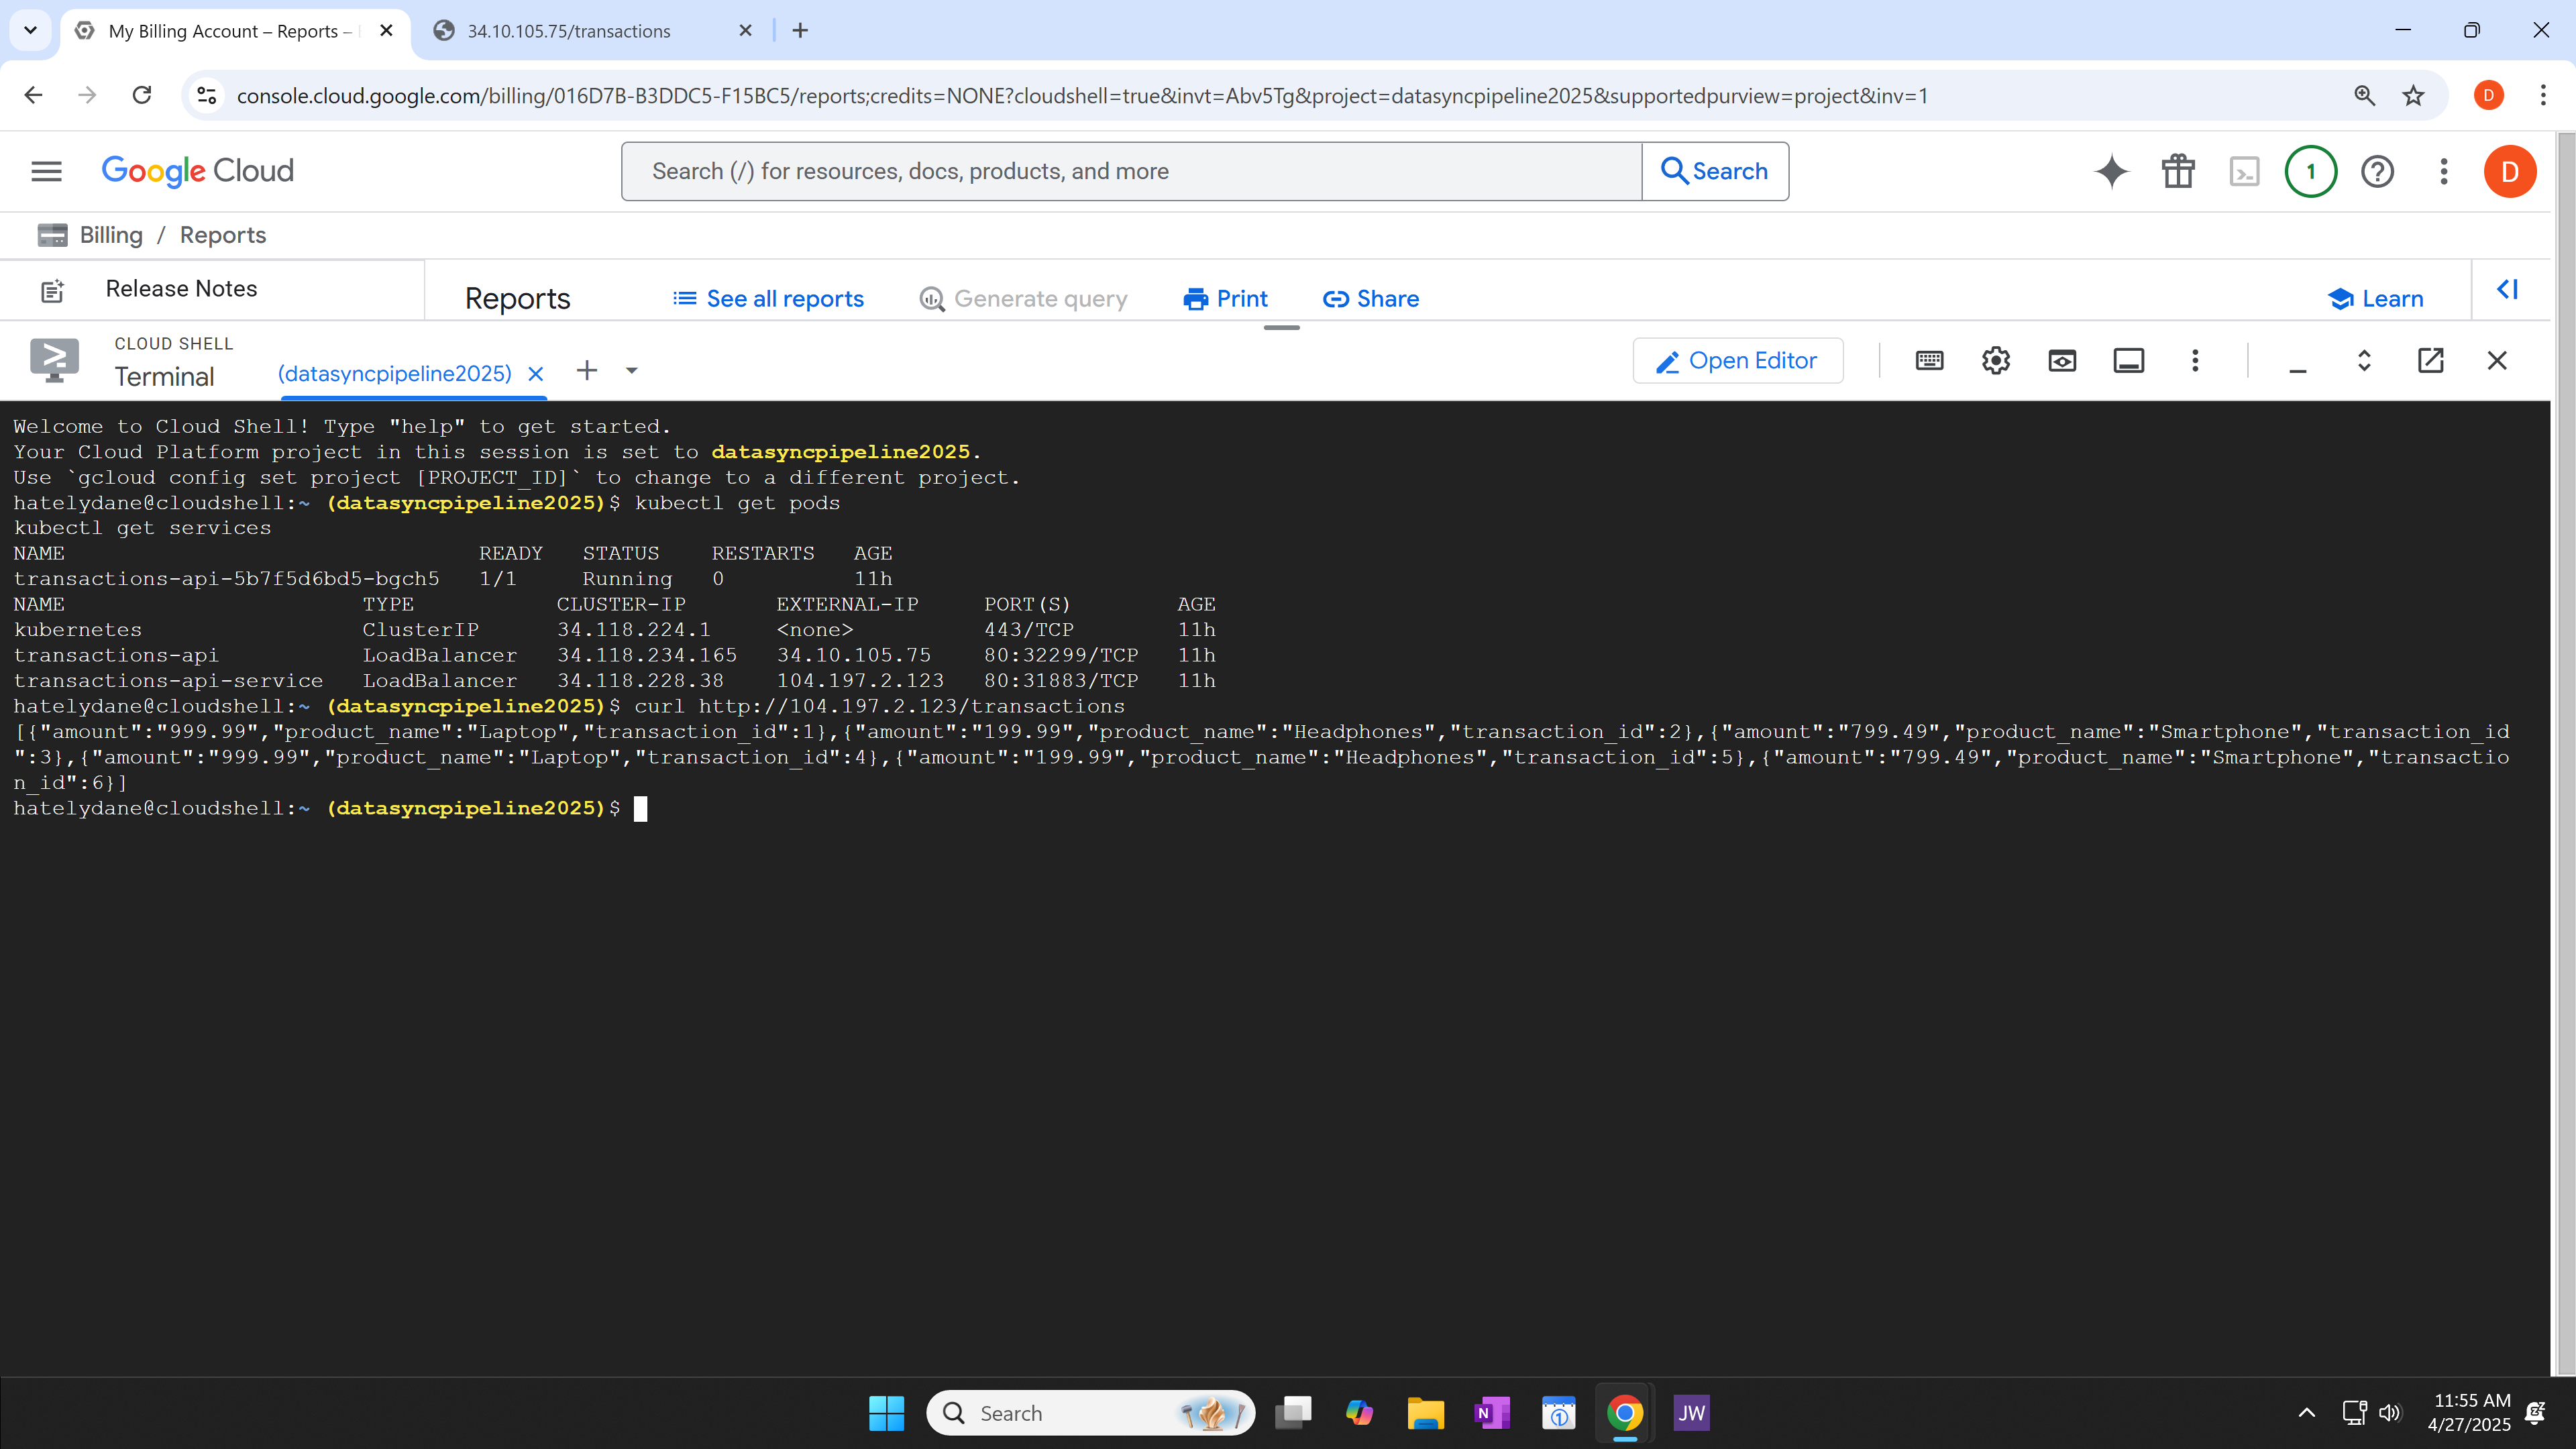 My Billing Account – Reports –
34.10.105.75/transactions
console.cloud.google.com/billing/016D7B-B3DDC5-F15BC5/reports;credits=NONE?cloudshell=true&invt=Abv5Tg&project=datasyncpipeline2025&supportedpurview=project&inv=1
D
Google Cloud
Search (/) for resources, docs, products, and more
Search
1
D
Billing / Reports
Release Notes
Reports
See all reports
Generate query
Print
Share
Learn
CLOUD SHELL
Terminal
(datasyncpipeline2025)
Open Editor
Welcome to Cloud Shell! Type "help" to get started.
Your Cloud Platform project in this session is set to datasyncpipeline2025.
Use `gcloud config set project [PROJECT_ID]` to change to a different project.
hatelydane@cloudshell:~ (datasyncpipeline2025)$ kubectl get pods
kubectl get services
NAME READY STATUS RESTARTS AGE
transactions-api-5b7f5d6bd5-bgch5 1/1 Running 0 11h
NAME TYPE CLUSTER-IP EXTERNAL-IP PORT(S) AGE
kubernetes ClusterIP 34.118.224.1 <none> 443/TCP 11h
transactions-api LoadBalancer 34.118.234.165 34.10.105.75 80:32299/TCP 11h
transactions-api-service LoadBalancer 34.118.228.38 104.197.2.123 80:31883/TCP 11h
hatelydane@cloudshell:~ (datasyncpipeline2025)$ curl http://104.197.2.123/transactions
[{"amount":"999.99","product_name":"Laptop","transaction_id":1},{"amount":"199.99","product_name":"Headphones","transaction_id":2},{"amount":"799.49","product_name":"Smartphone","transaction_id
":3},{"amount":"999.99","product_name":"Laptop","transaction_id":4},{"amount":"199.99","product_name":"Headphones","transaction_id":5},{"amount":"799.49","product_name":"Smartphone","transactio
n_id":6}]
hatelydane@cloudshell:~ (datasyncpipeline2025)$
Search
N
1
JW
11:55 AM
4/27/2025